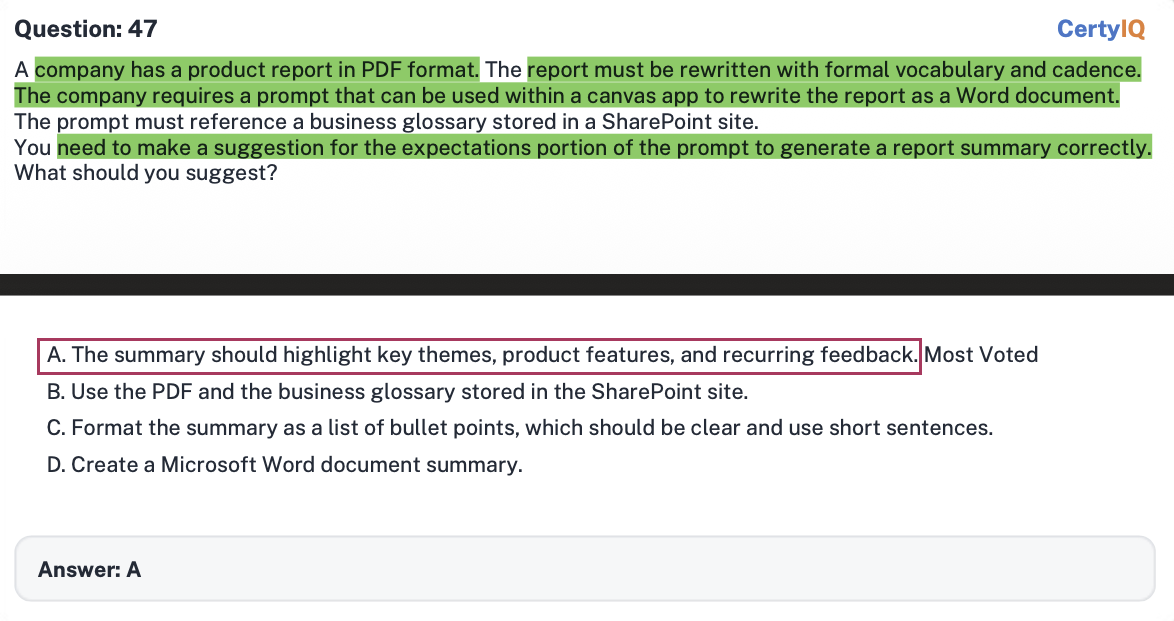 Question: 47
CertyIQ
A company has a product report in PDF format. The report must be rewritten with formal vocabulary and cadence.
The company requires a prompt that can be used within a canvas app to rewrite the report as a Word document.
The prompt must reference a business glossary stored in a SharePoint site.
You need to make a suggestion for the expectations portion of the prompt to generate a report summary correctly.
What should you suggest?
A. The summary should highlight key themes, product features, and recurring feedback. Most Voted
B. Use the PDF and the business glossary stored in the SharePoint site.
C. Format the summary as a list of bullet points, which should be clear and use short sentences.
D. Create a Microsoft Word document summary.
Answer: A